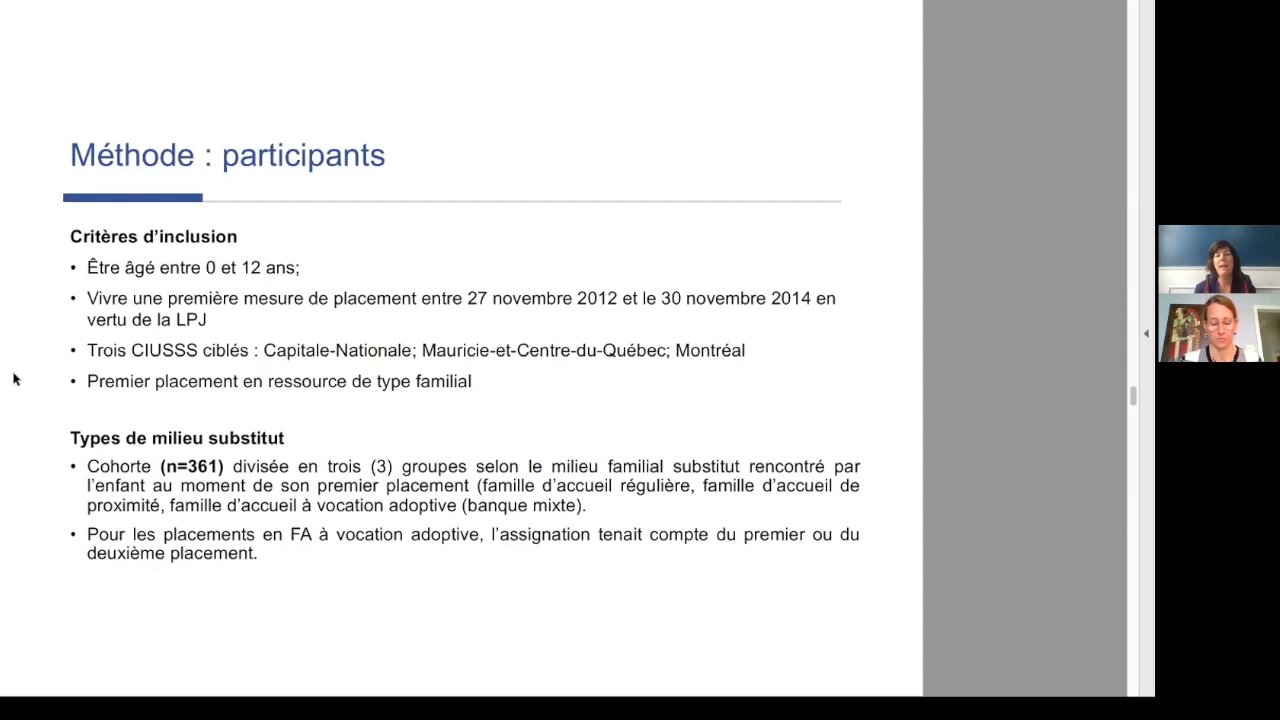 Méthode : participants
Critères d’inclusion
• Être âgé entre 0 et 12 ans;
• Vivre une première mesure de placement entre 27 novembre 2012 et le 30 novembre 2014 en
vertu de la LPJ
• Trois CIUSSS ciblés : Capitale-Nationale; Mauricie-et-Centre-du-Québec; Montréal
• Premier placement en ressource de type familial
Types de milieu substitut
• Cohorte (n=361) divisée en trois (3) groupes selon le milieu familial substitut rencontré par
l’enfant au moment de son premier placement (famille d’accueil régulière, famille d’accueil de
proximité, famille d’accueil à vocation adoptive (banque mixte).
• Pour les placements en FA à vocation adoptive, l’assignation tenait compte du premier ou du
deuxième placement.